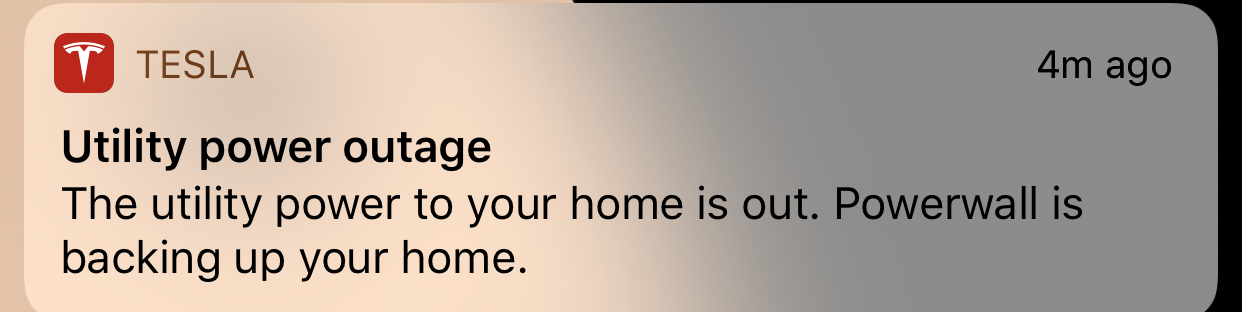 TESLA
4m ago
Utility power outage
The utility power to your home is out. Powerwall is
backing up your home.